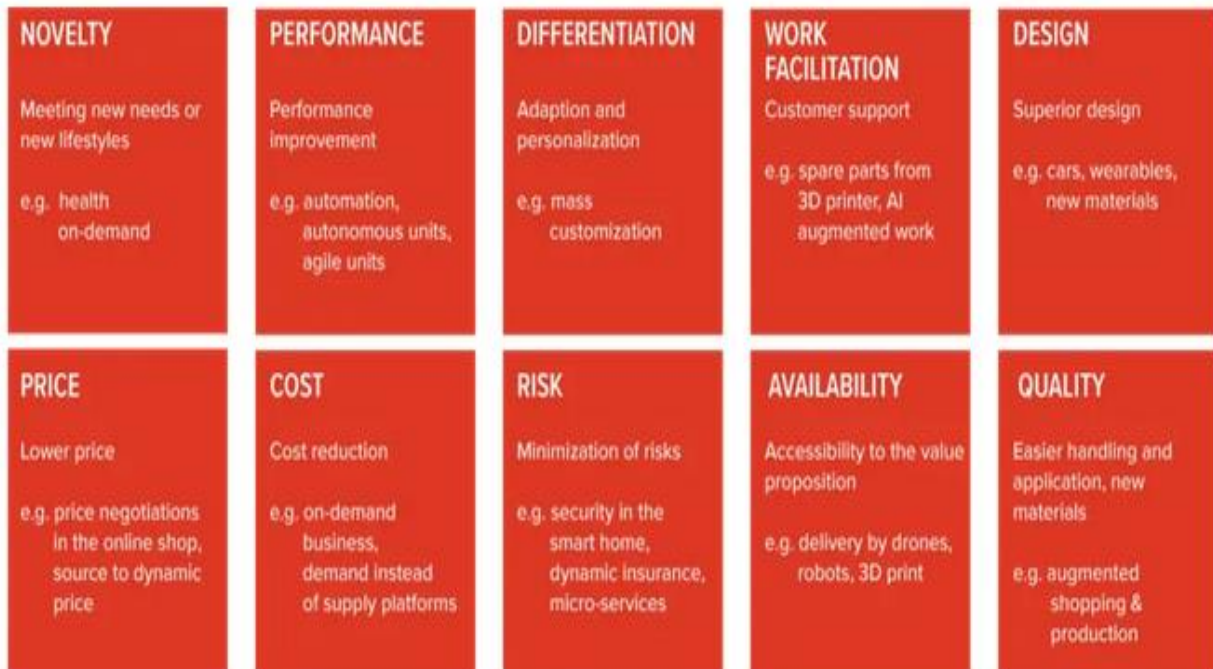 NOVELTY
Meeting new needs or
new lifestyles
e.g. health
on-demand
PERFORMANCE
Performance
improvement
e.g. automation,
autonomous units,
agile units
DIFFERENTIATION
Adaption and
personalization
e.g. mass
customization
WORK
FACILITATION
Customer support
e.g. spare parts from
3D printer, AI
augmented work
DESIGN
Superior design
e.g. cars, wearables,
new materials
PRICE
Lower price
e.g. price negotiations
in the online shop,
source to dynamic
price
COST
Cost reduction
e.g. on-demand
business,
demand instead
of supply platforms
RISK
Minimization of risks
e.g. security in the
smart home,
dynamic insurance,
micro-services
AVAILABILITY
Accessibility to the value
proposition
e.g. delivery by drones,
robots, 3D print
QUALITY
Easier handling and
application, new
materials
e.g. augmented
shopping &
production